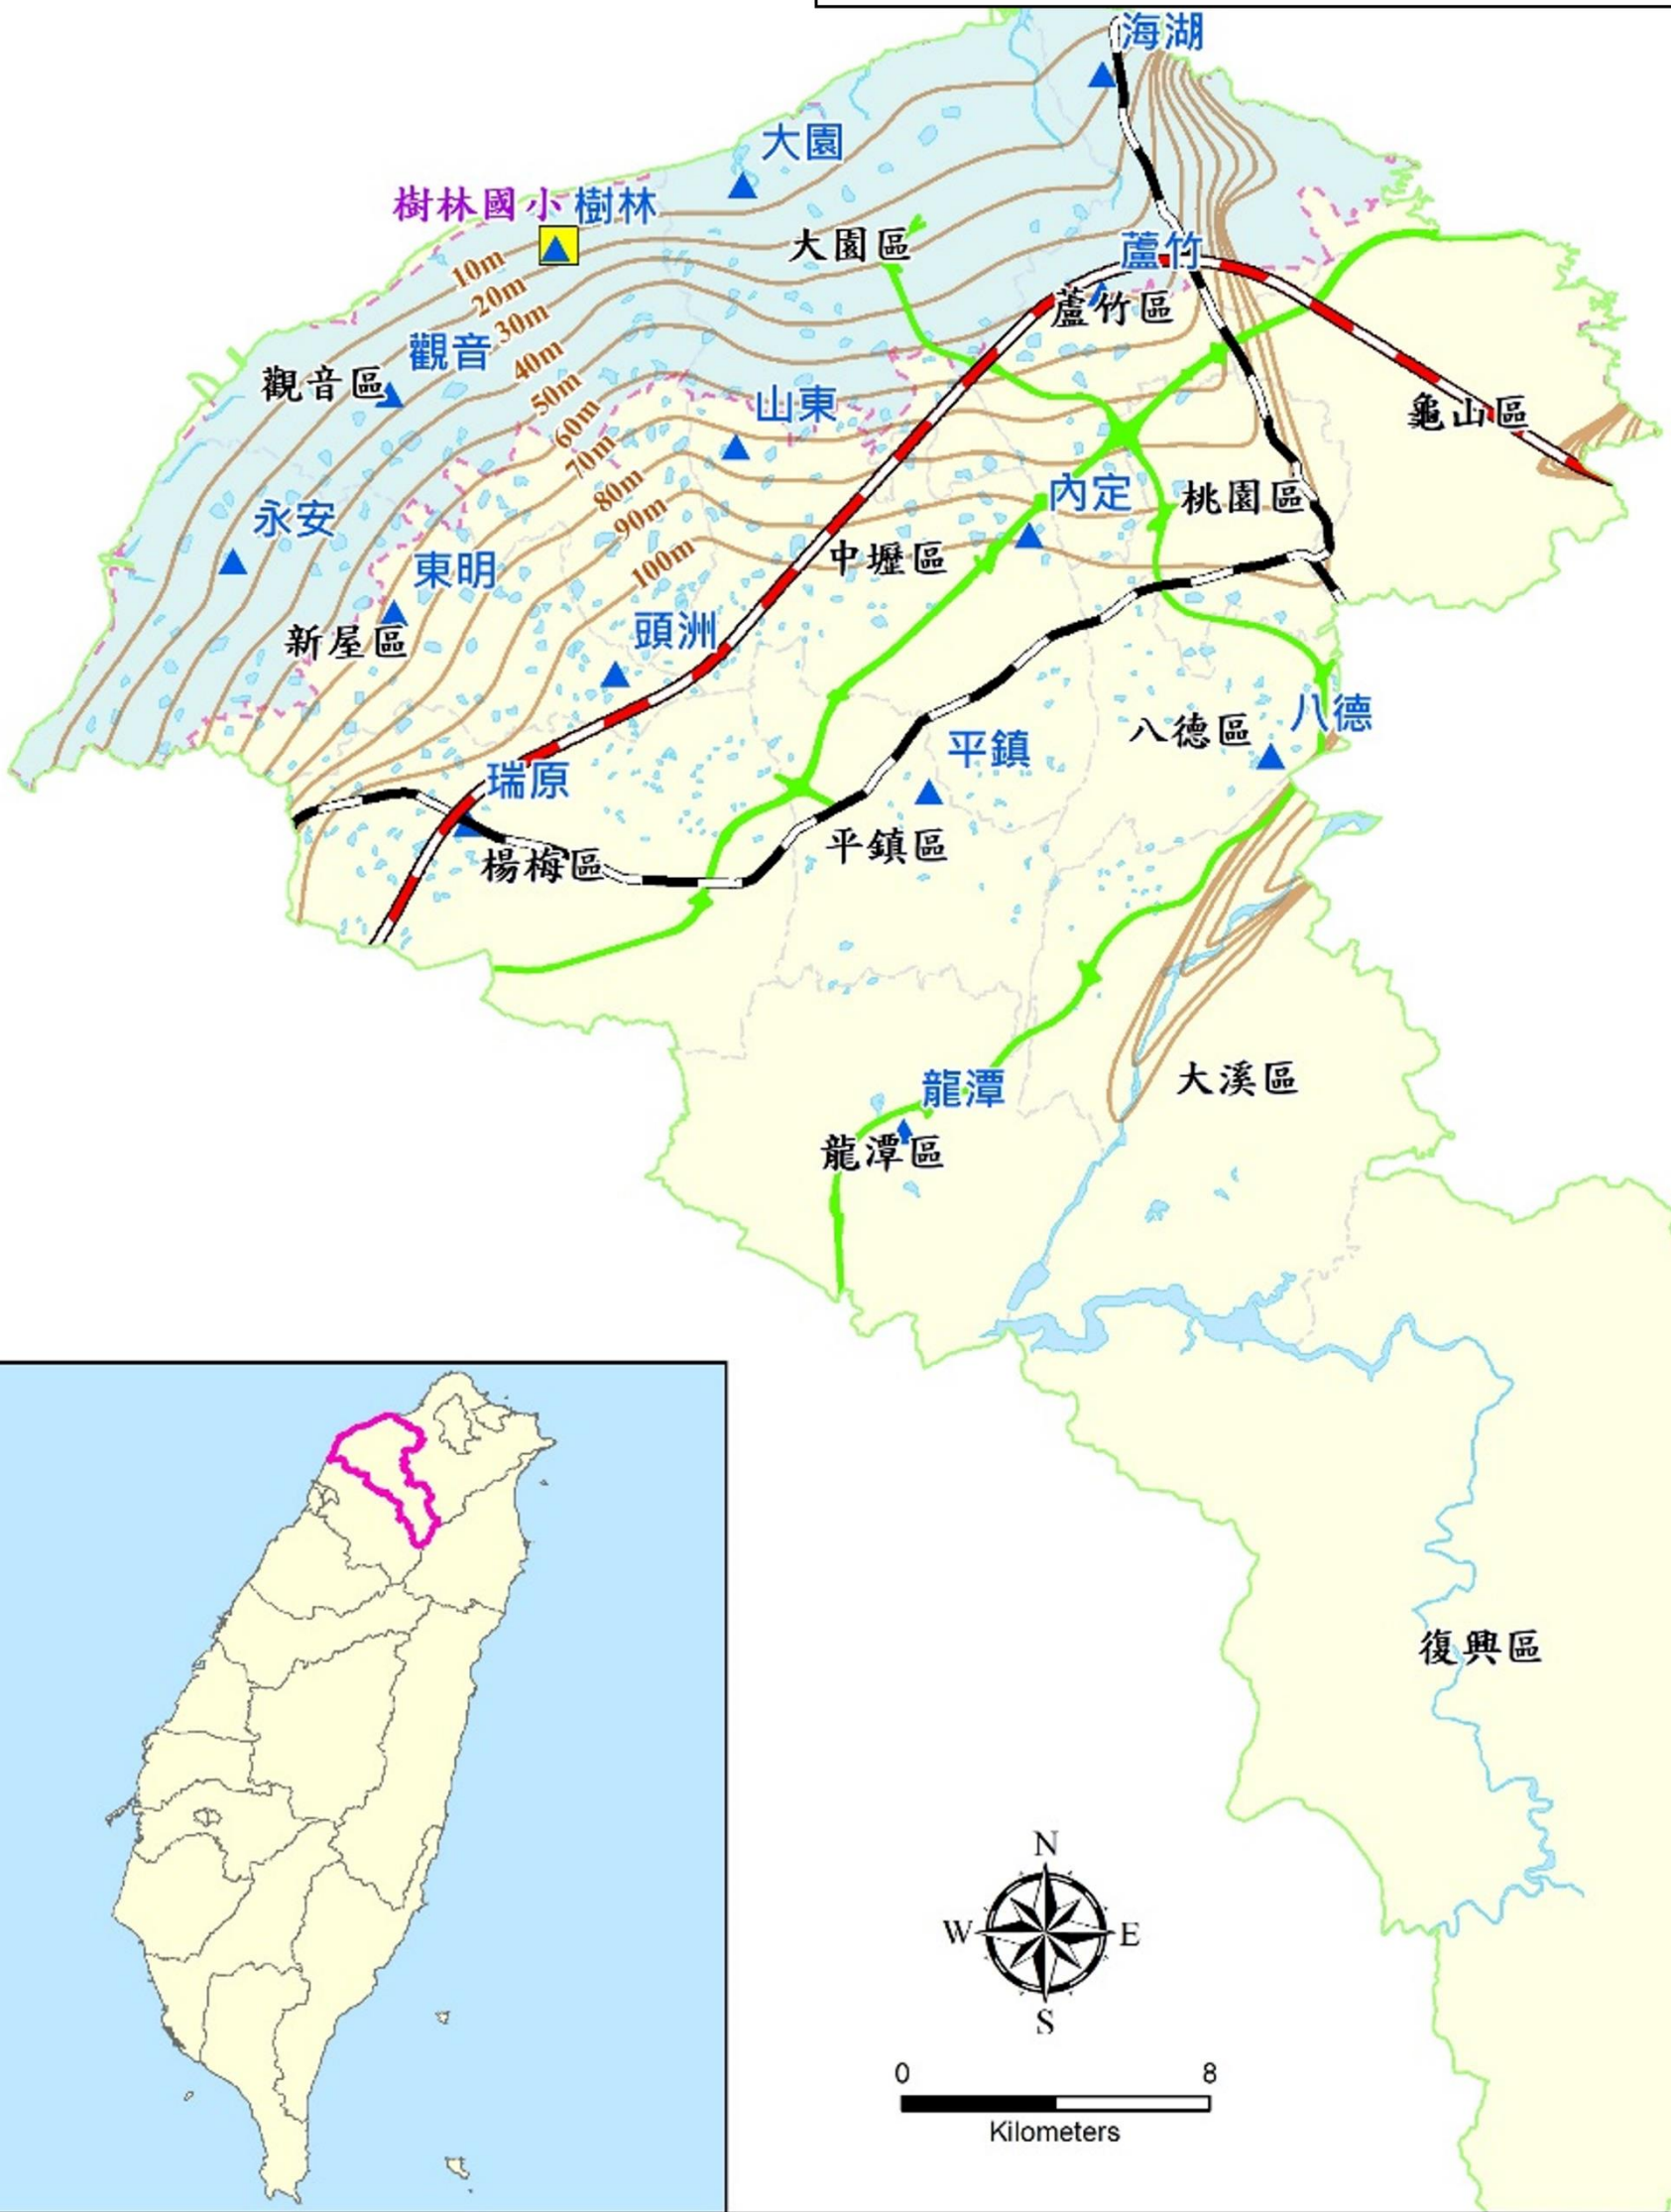 海湖
大園
樹林國小
樹林
大園區
蘆竹
10m
20m
蘆竹區
30m
觀音
40m
觀音區
50m
山東
龜山區
60m
70m
80m
內定
桃園區
90m
永安
100m
中壢區
東明
頭洲
新屋區
八德
八德區
平鎮
瑞原
平鎮區
楊梅區
大溪區
龍潭
龍潭區
復興區
N
W
E
S
0
8
Kilometers